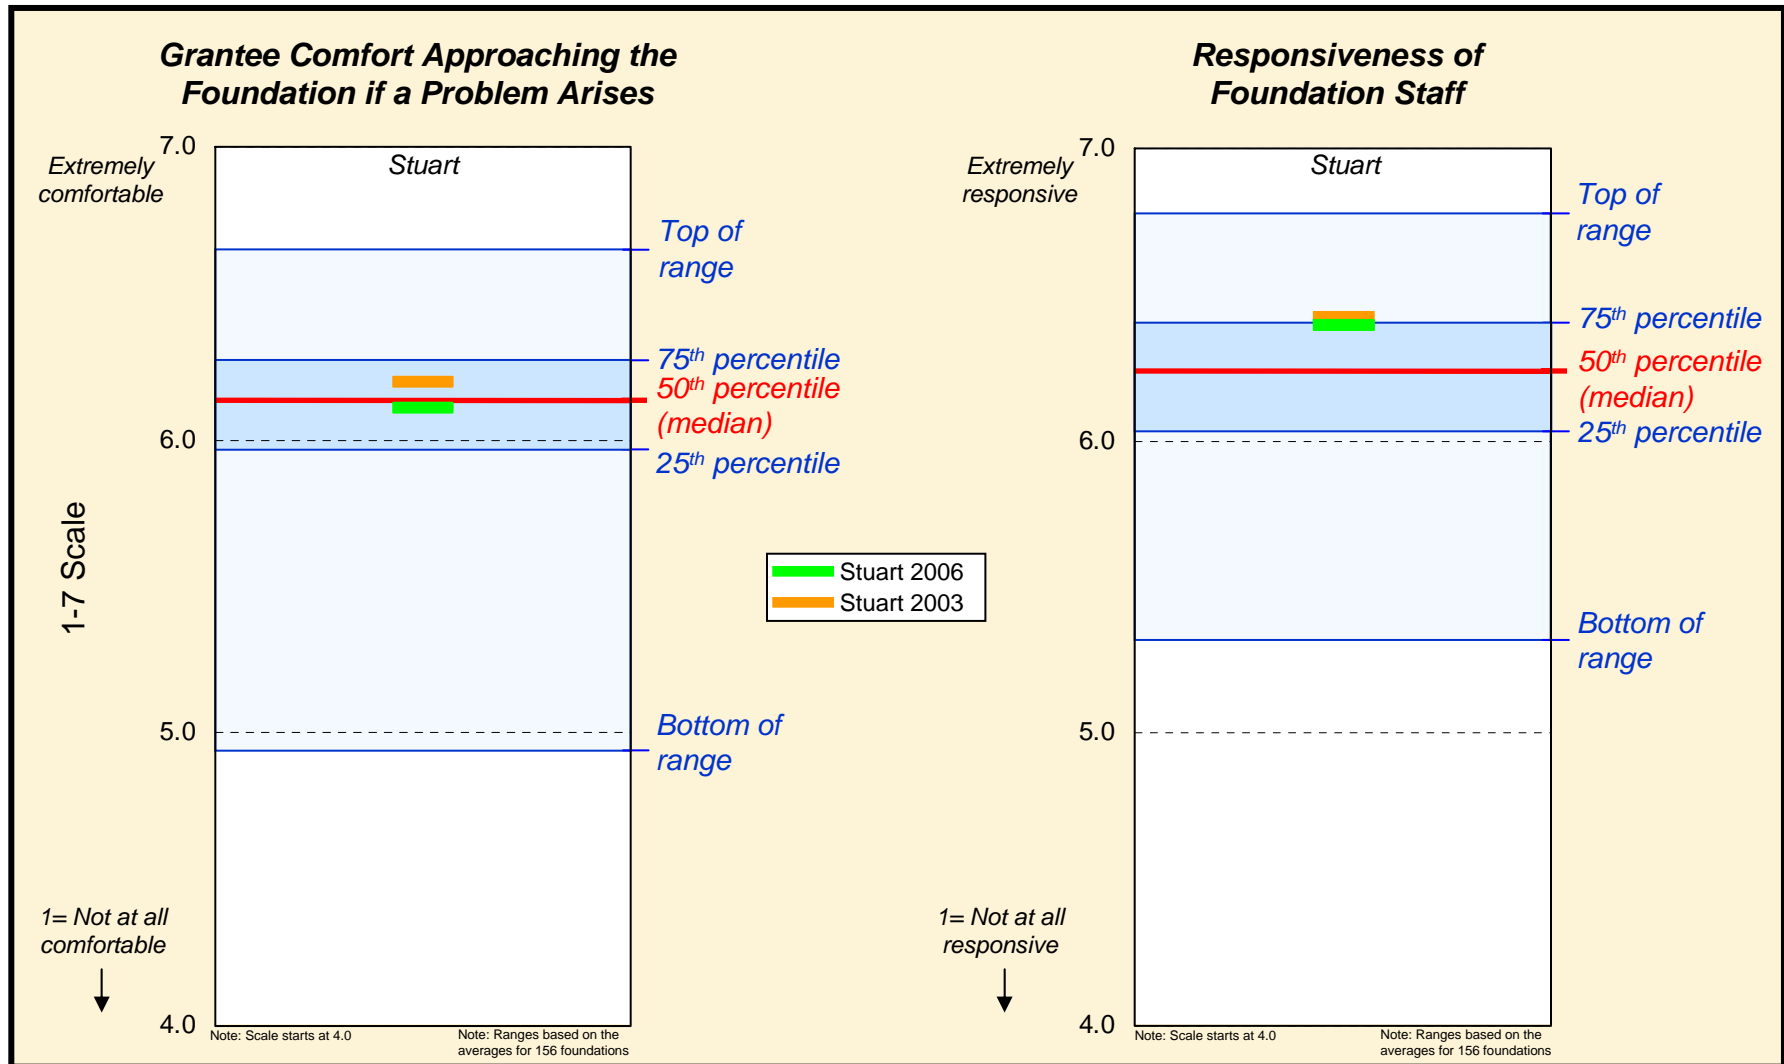 Grantee Comfort Approaching the
Foundation if a Problem Arises
7.0
Extremely
comfortable
Stuart
Top of
range
75th percentile
50th percentile
(median)
6.0
25th percentile
1-7 Scale
5.0
Bottom of
range
1= Not at all
comfortable
4.0
Note: Scale starts at 4.0
Note: Ranges based on the
averages for 156 foundations
Stuart 2006
Stuart 2003
Responsiveness of
Foundation Staff
7.0
Extremely
responsive
Stuart
Top of
range
75th percentile
50th percentile
(median)
25th percentile
6.0
Bottom of
range
5.0
1= Not at all
responsive
4.0
Note: Scale starts at 4.0
Note: Ranges based on the
averages for 156 foundations